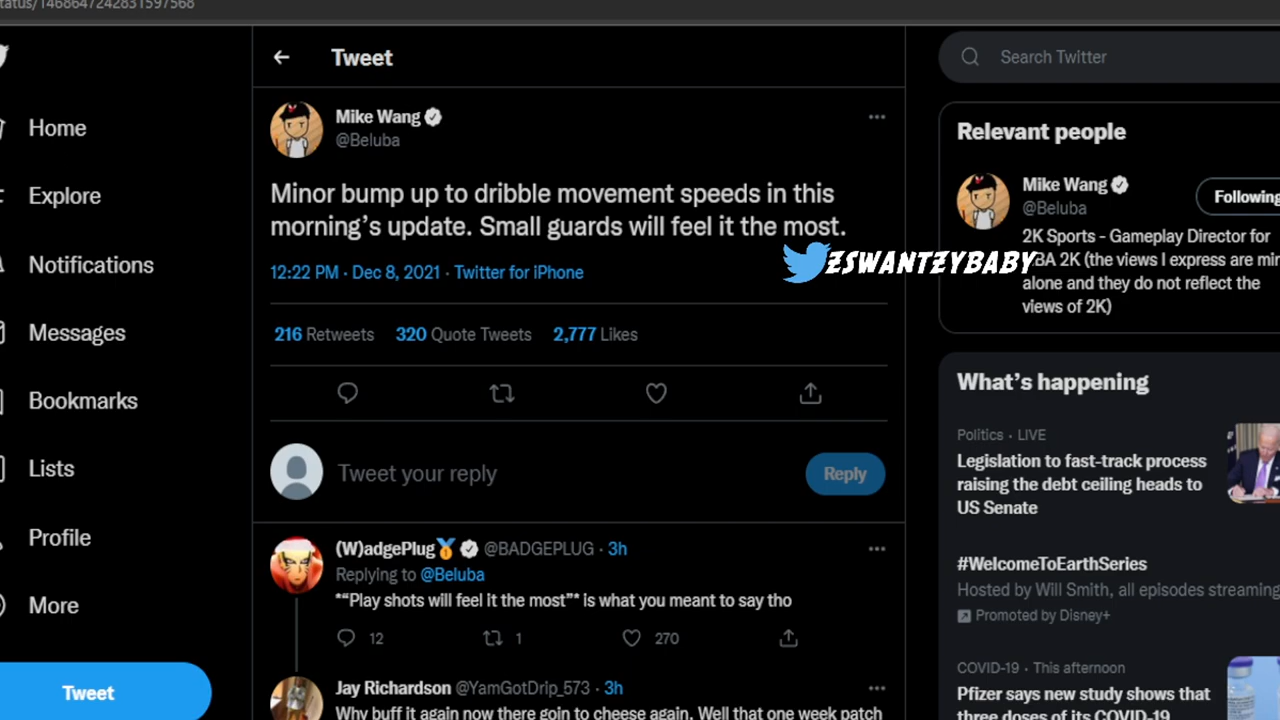 status/1468647242831597568
Home
Explore
Notifications
Messages
Bookmarks
Lists
Profile
More
Tweet
Tweet
Mike Wang
@Beluba
Minor bump up to dribble movement speeds in this
morning’s update. Small guards will feel it the most.
12:22 PM · Dec 8, 2021 · Twitter for iPhone
ZSWANTZYBABY
216 Retweets 320 Quote Tweets 2,777 Likes
Tweet your reply
Reply
(W)adgePlug @BADGEPLUG · 3h
Replying to @Beluba
*“Play shots will feel it the most”* is what you meant to say tho
12 1 270
Jay Richardson @YamGotDrip_573 · 3h
Why buff it again now there goin to cheese again. Well that one week patch
Search Twitter
Relevant people
Mike Wang
@Beluba
Following
2K Sports - Gameplay Director for
BA 2K (the views I express are min
alone and they do not reflect the
views of 2K)
What’s happening
Politics · LIVE
Legislation to fast-track process
raising the debt ceiling heads to
US Senate
#WelcomeToEarthSeries
Hosted by Will Smith, all episodes streaming
Promoted by Disney+
COVID-19 · This afternoon
Pfizer says new study shows that
three doses of its COVID-19